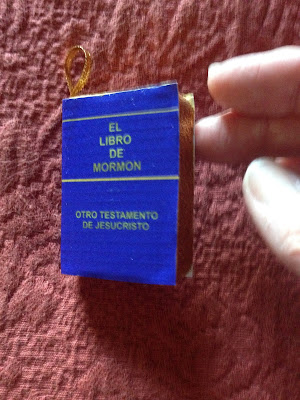 EL
LIBRO
DE
MORMON
OTRO TESTAMENTO
DE JESUCRISTO